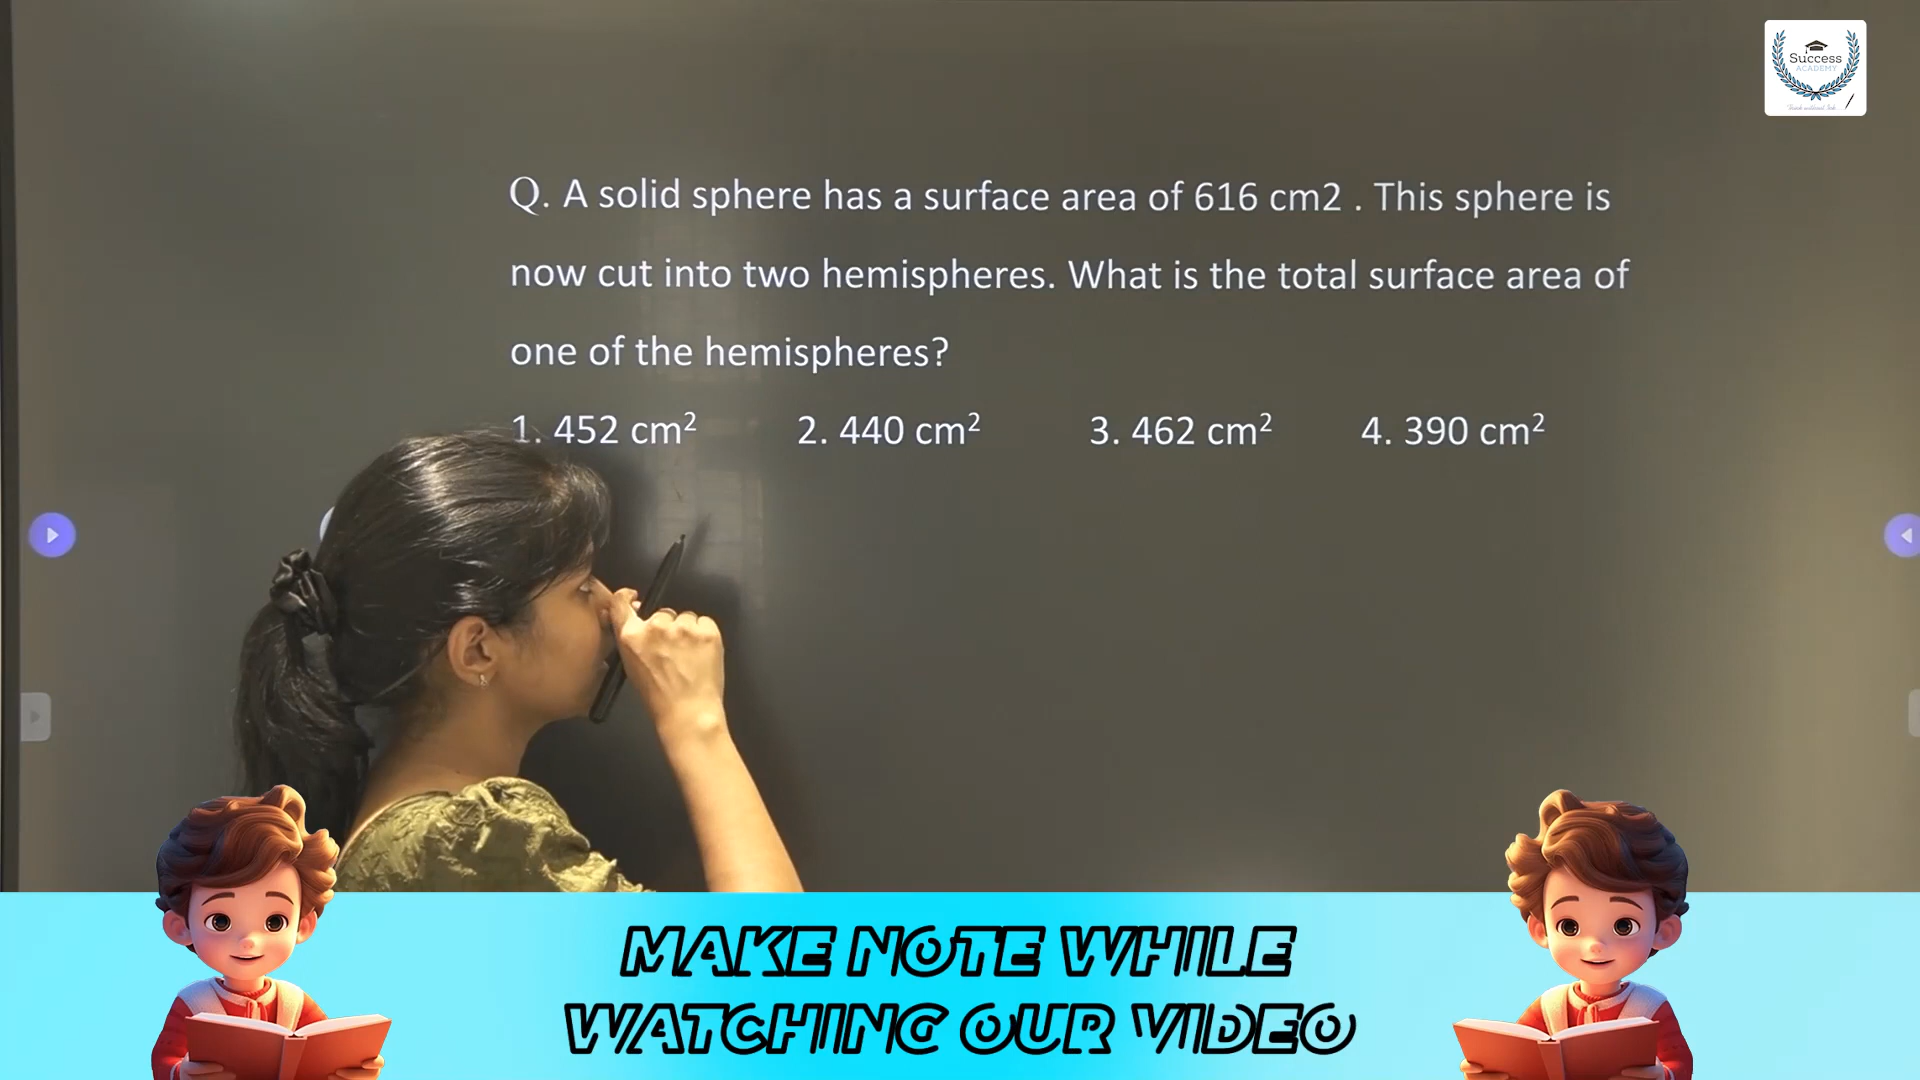 Success
ACADEMY
Q. A solid sphere has a surface area of 616 cm2 . This sphere is
now cut into two hemispheres. What is the total surface area of
one of the hemispheres?
1. 452 cm² 2. 440 cm² 3. 462 cm² 4. 390 cm²
MAKE NOTE WHILE
WATCHING OUR VIDEO